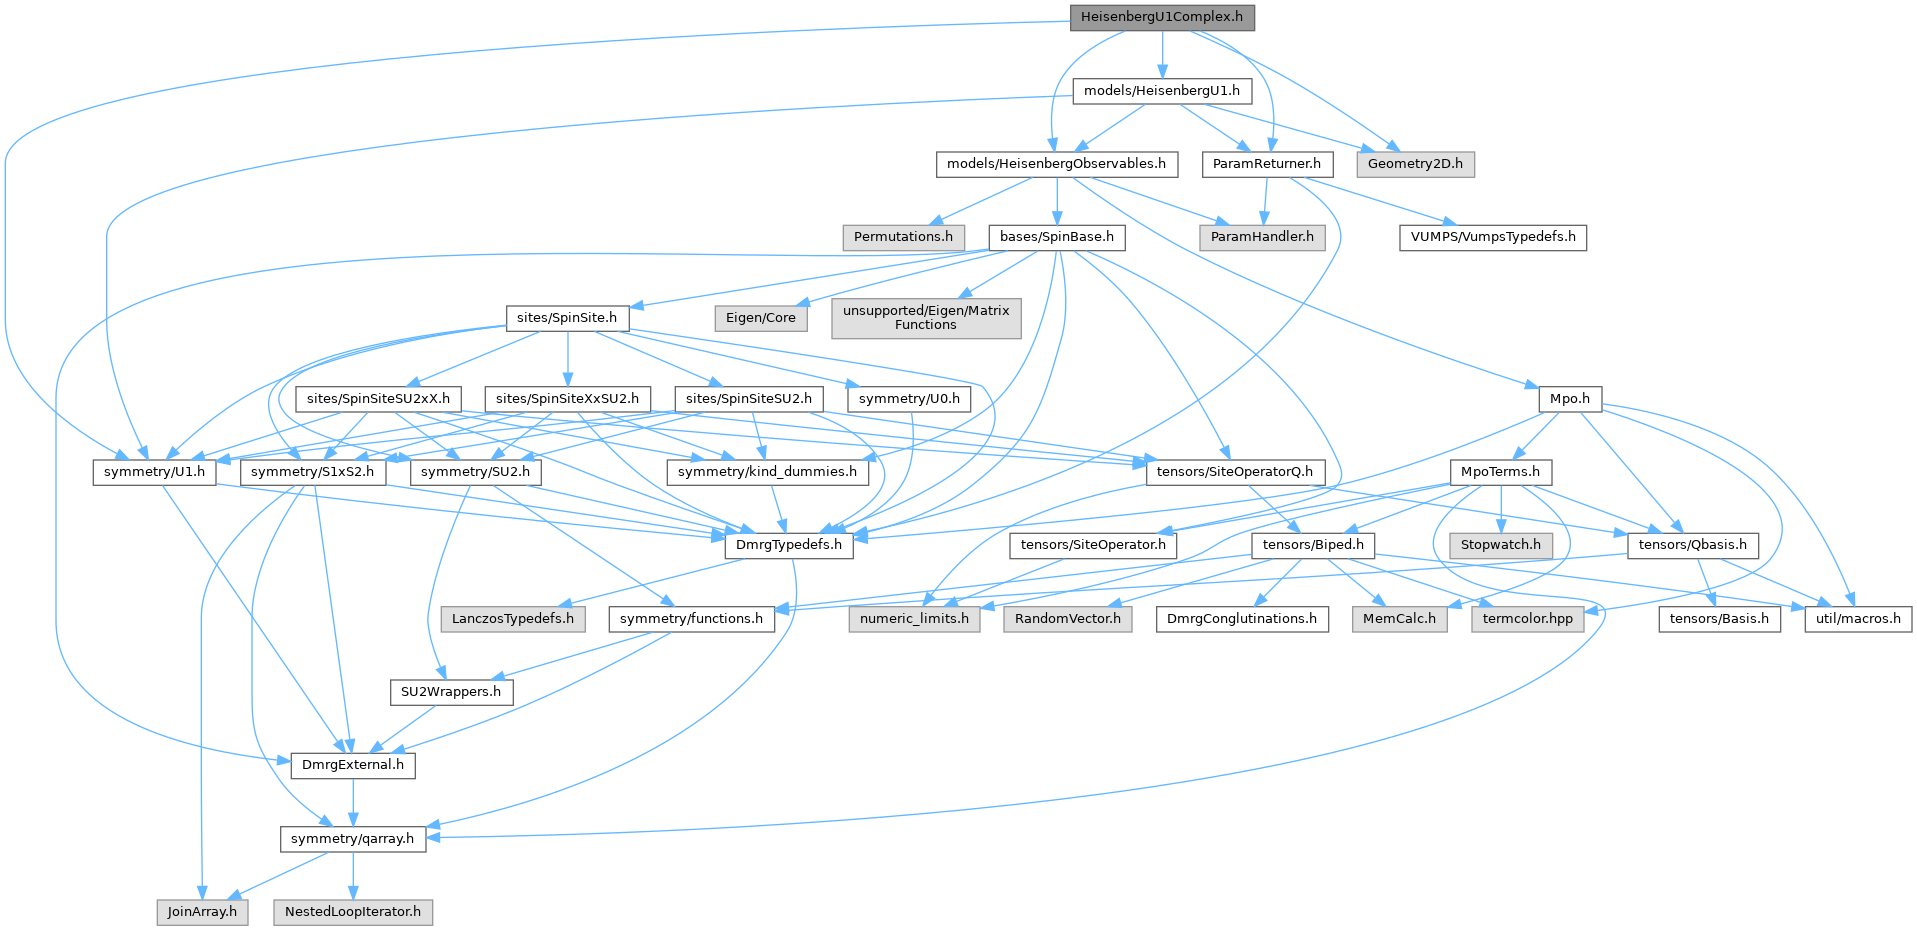 HeisenbergU1Complex.h
models/HeisenbergU1.h
models/HeisenbergObservables.h
ParamReturner.h
Geometry2D.h
Permutations.h
bases/SpinBase.h
ParamHandler.h
VUMPS/VumpsTypedefs.h
sites/SpinSite.h
Eigen/Core
unsupported/Eigen/Matrix
Functions
sites/SpinSiteSU2xX.h
sites/SpinSiteXxSU2.h
sites/SpinSiteSU2.h
symmetry/U0.h
Mpo.h
symmetry/U1.h
symmetry/S1xS2.h
symmetry/SU2.h
symmetry/kind_dummies.h
tensors/SiteOperatorQ.h
MpoTerms.h
DmrgTypedefs.h
tensors/SiteOperator.h
tensors/Biped.h
Stopwatch.h
tensors/Qbasis.h
LanczosTypedefs.h
symmetry/functions.h
numeric_limits.h
RandomVector.h
DmrgConglutinations.h
MemCalc.h
termcolor.hpp
tensors/Basis.h
util/macros.h
SU2Wrappers.h
DmrgExternal.h
symmetry/qarray.h
JoinArray.h
NestedLoopIterator.h